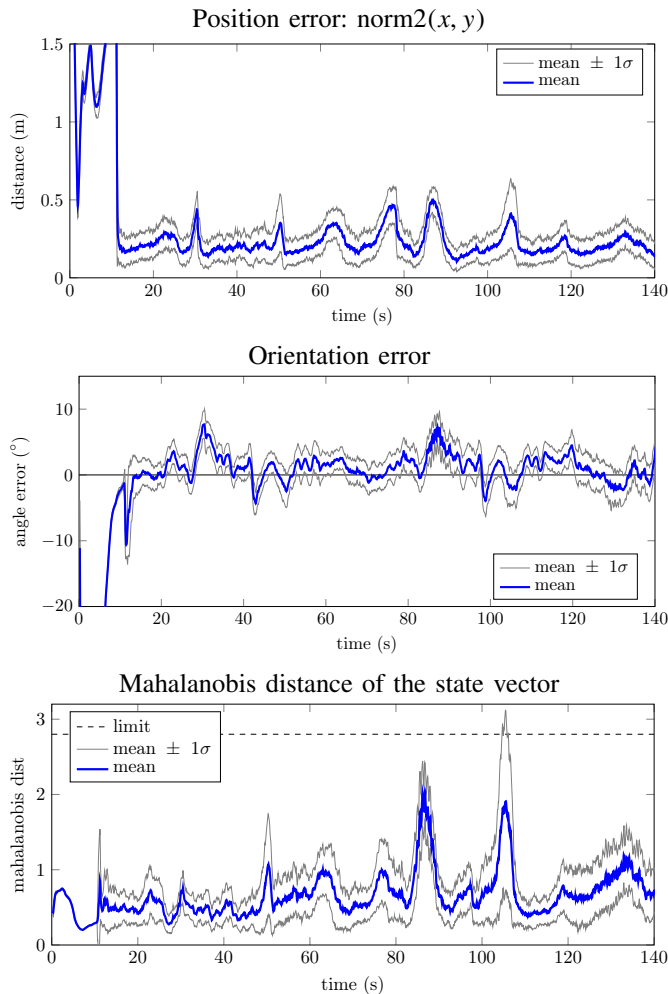 Position error: norm2(x, y)
1.5
1
0.5
0
distance (m)
mean ± 1σ
mean
0 20 40 60 80 100 120 140
time (s)
Orientation error
10
0
−10
−20
angle error (°)
mean ± 1σ
mean
0 20 40 60 80 100 120 140
time (s)
Mahalanobis distance of the state vector
3
2
1
0
mahalanobis dist
limit
mean ± 1σ
mean
0 20 40 60 80 100 120 140
time (s)